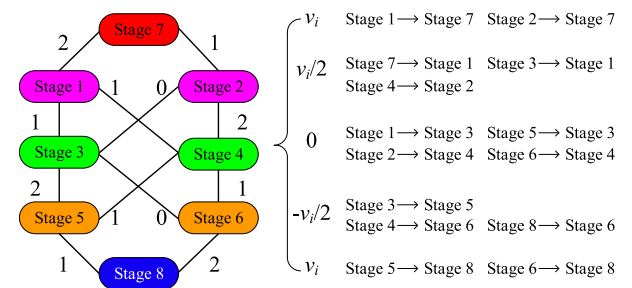 Stage 7
2 1
Stage 1 1 0 Stage 2
1 2
Stage 3 Stage 4
2 1
Stage 5 1 0 Stage 6
1 2
Stage 8
vi Stage 1→ Stage 7 Stage 2→ Stage 7
vi/2 Stage 7→ Stage 1 Stage 3→ Stage 1
Stage 4→ Stage 2
0 Stage 1→ Stage 3 Stage 5→ Stage 3
Stage 2→ Stage 4 Stage 6→ Stage 4
-vi/2 Stage 3→ Stage 5
Stage 4→ Stage 6 Stage 8→ Stage 6
vi Stage 5→ Stage 8 Stage 6→ Stage 8